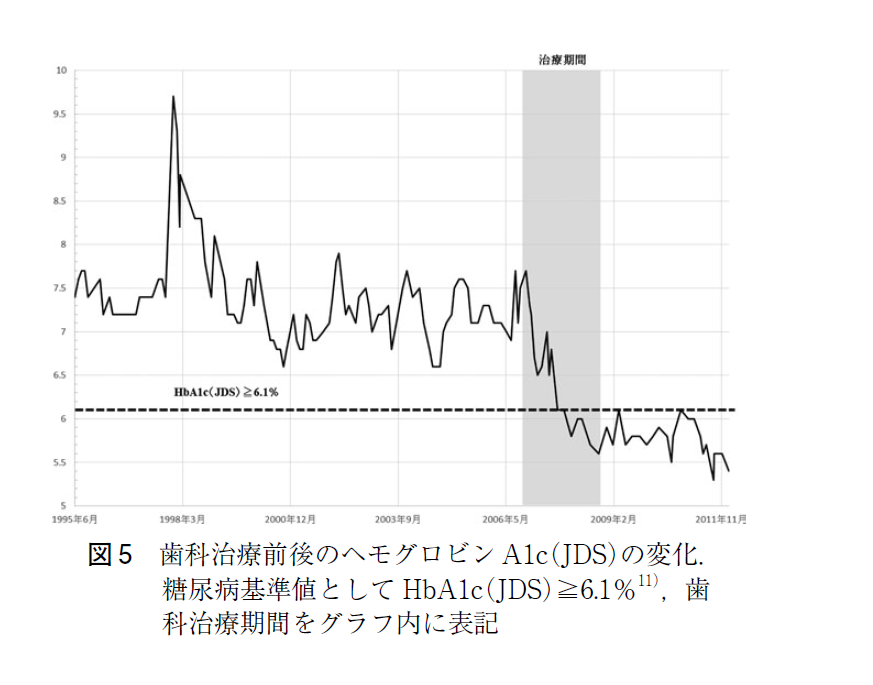 治療期間
10
9.5
9
8.5
8
7.5
7
6.5
HbA1c(JDS)≧6.1%
6
5.5
5
1995年6月 1998年3月 2000年12月 2003年9月 2006年5月 2009年2月 2011年11月
図5 歯科治療前後のヘモグロビン A1c(JDS)の変化.
糖尿病基準値として HbA1c(JDS)≧6.1%11), 歯
科治療期間をグラフ内に表記